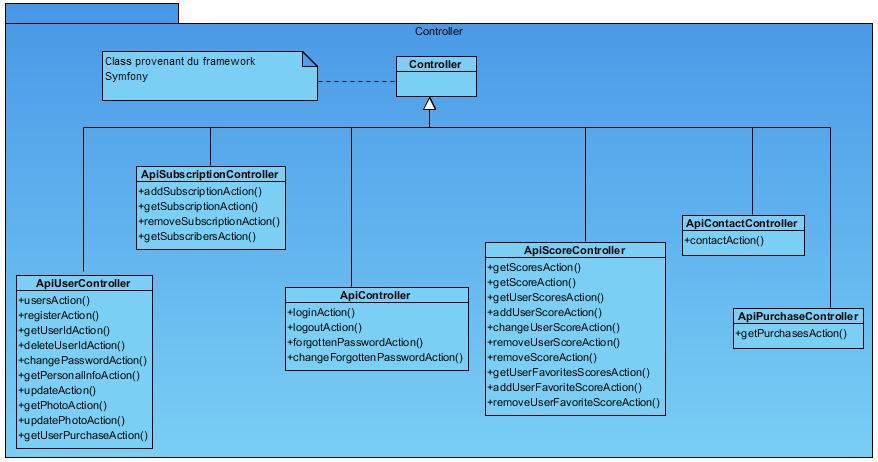 Controller
Class provenant du framework
Symfony
Controller
ApiSubscriptionController
+addSubscriptionAction()
+getSubscriptionAction()
+removeSubscriptionAction()
+getSubscribersAction()
ApiContactController
+contactAction()
ApiScoreController
+getScoresAction()
+getScoreAction()
+getUserScoresAction()
+addUserScoreAction()
+changeUserScoreAction()
+removeUserScoreAction()
+removeScoreAction()
+getUserFavoritesScoresAction()
+addUserFavoriteScoreAction()
+removeUserFavoriteScoreAction()
ApiUserController
+usersAction()
+registerAction()
+getUserIdAction()
+deleteUserIdAction()
+changePasswordAction()
+getPersonalInfoAction()
+updateAction()
+getPhotoAction()
+updatePhotoAction()
+getUserPurchaseAction()
ApiController
+loginAction()
+logoutAction()
+forgottenPasswordAction()
+changeForgottenPasswordAction()
ApiPurchaseController
+getPurchasesAction()